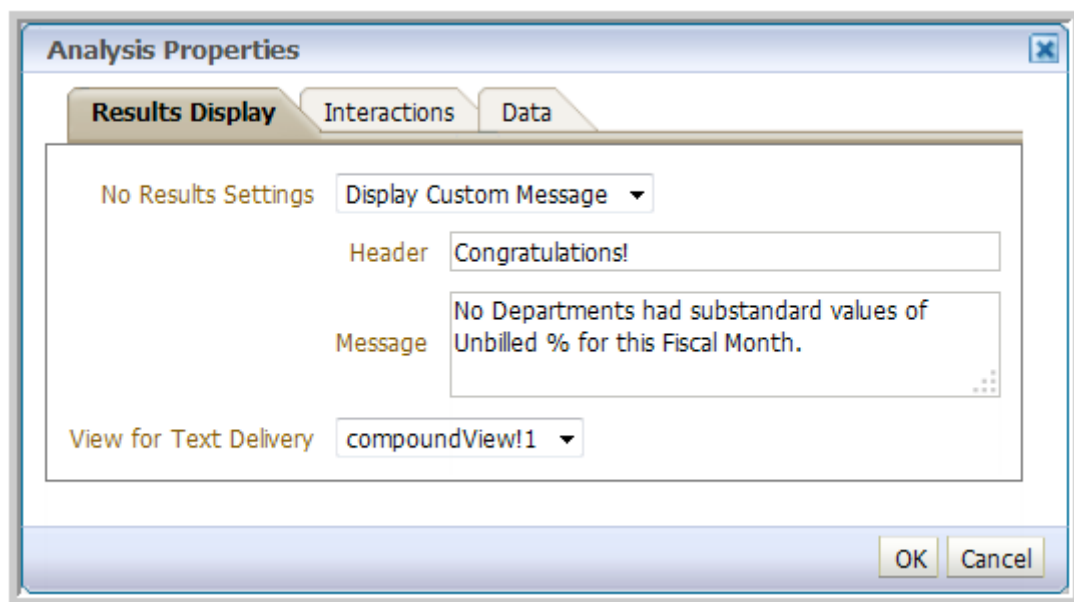 Analysis Properties
Results Display Interactions Data
No Results Settings Display Custom Message
Header Congratulations!
Message No Departments had substandard values of
Unbilled % for this Fiscal Month.
View for Text Delivery compoundView!1
OK Cancel